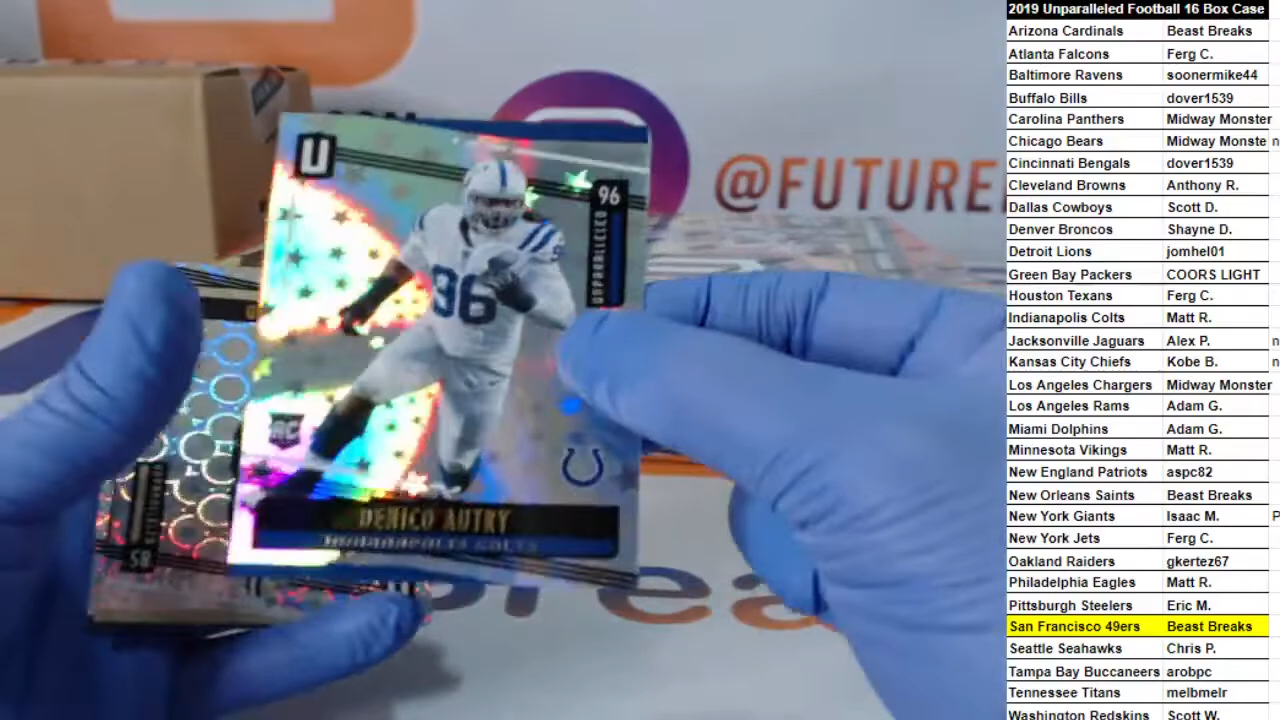 @FUTURE
U
96
UNPARALLELED
96
RC
DENICO AUTRY
INDIANAPOLIS COLTS
SB
rea
2019 Unparalleled Football 16 Box Case
Arizona Cardinals Beast Breaks
Atlanta Falcons Ferg C.
Baltimore Ravens soonermike44
Buffalo Bills dover1539
Carolina Panthers Midway Monster
Chicago Bears Midway Monste n
Cincinnati Bengals dover1539
Cleveland Browns Anthony R.
Dallas Cowboys Scott D.
Denver Broncos Shayne D.
Detroit Lions jomhel01
Green Bay Packers COORS LIGHT
Houston Texans Ferg C.
Indianapolis Colts Matt R.
Jacksonville Jaguars Alex P. n
Kansas City Chiefs Kobe B. n
Los Angeles Chargers Midway Monster
Los Angeles Rams Adam G.
Miami Dolphins Adam G.
Minnesota Vikings Matt R.
New England Patriots aspc82
New Orleans Saints Beast Breaks
New York Giants Isaac M. P
New York Jets Ferg C.
Oakland Raiders gkertez67
Philadelphia Eagles Matt R.
Pittsburgh Steelers Eric M.
San Francisco 49ers Beast Breaks
Seattle Seahawks Chris P.
Tampa Bay Buccaneers arobpc
Tennessee Titans melbmelr
Washington Redskins Scott W.